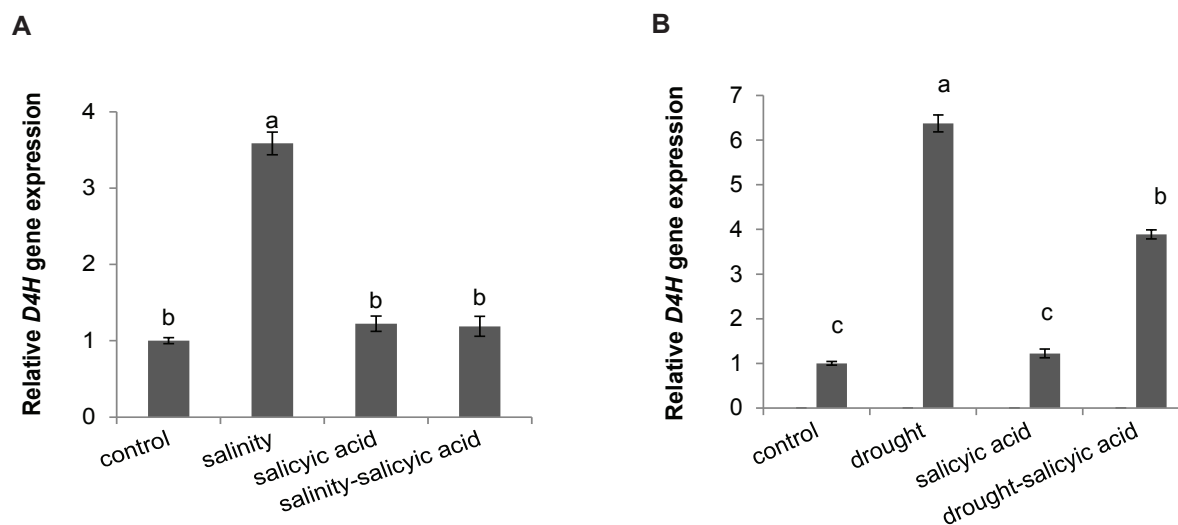 A
Relative D4H gene expression
4
3
2
1
0
a
b
b
b
control
salinity
salicyic acid
salinity-salicyic acid
B
Relative D4H gene expression
7
6
5
4
3
2
1
0
c
a
c
b
control
drought
salicyic acid
drought-salicyic acid